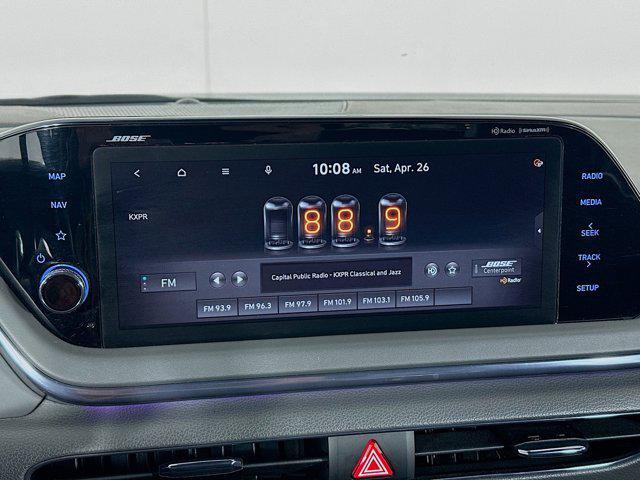 BOSE
HD Radio SiriusXM
10:08 AM Sat, Apr. 26
MAP
NAV
RADIO
MEDIA
SEEK
TRACK
SETUP
KXPR
88.9
FM
Capital Public Radio - KXPR Classical and Jazz
HD
BOSE
Centerpoint
HD Radio
FM 93.9 FM 96.3 FM 97.9 FM 101.9 FM 103.1 FM 105.9